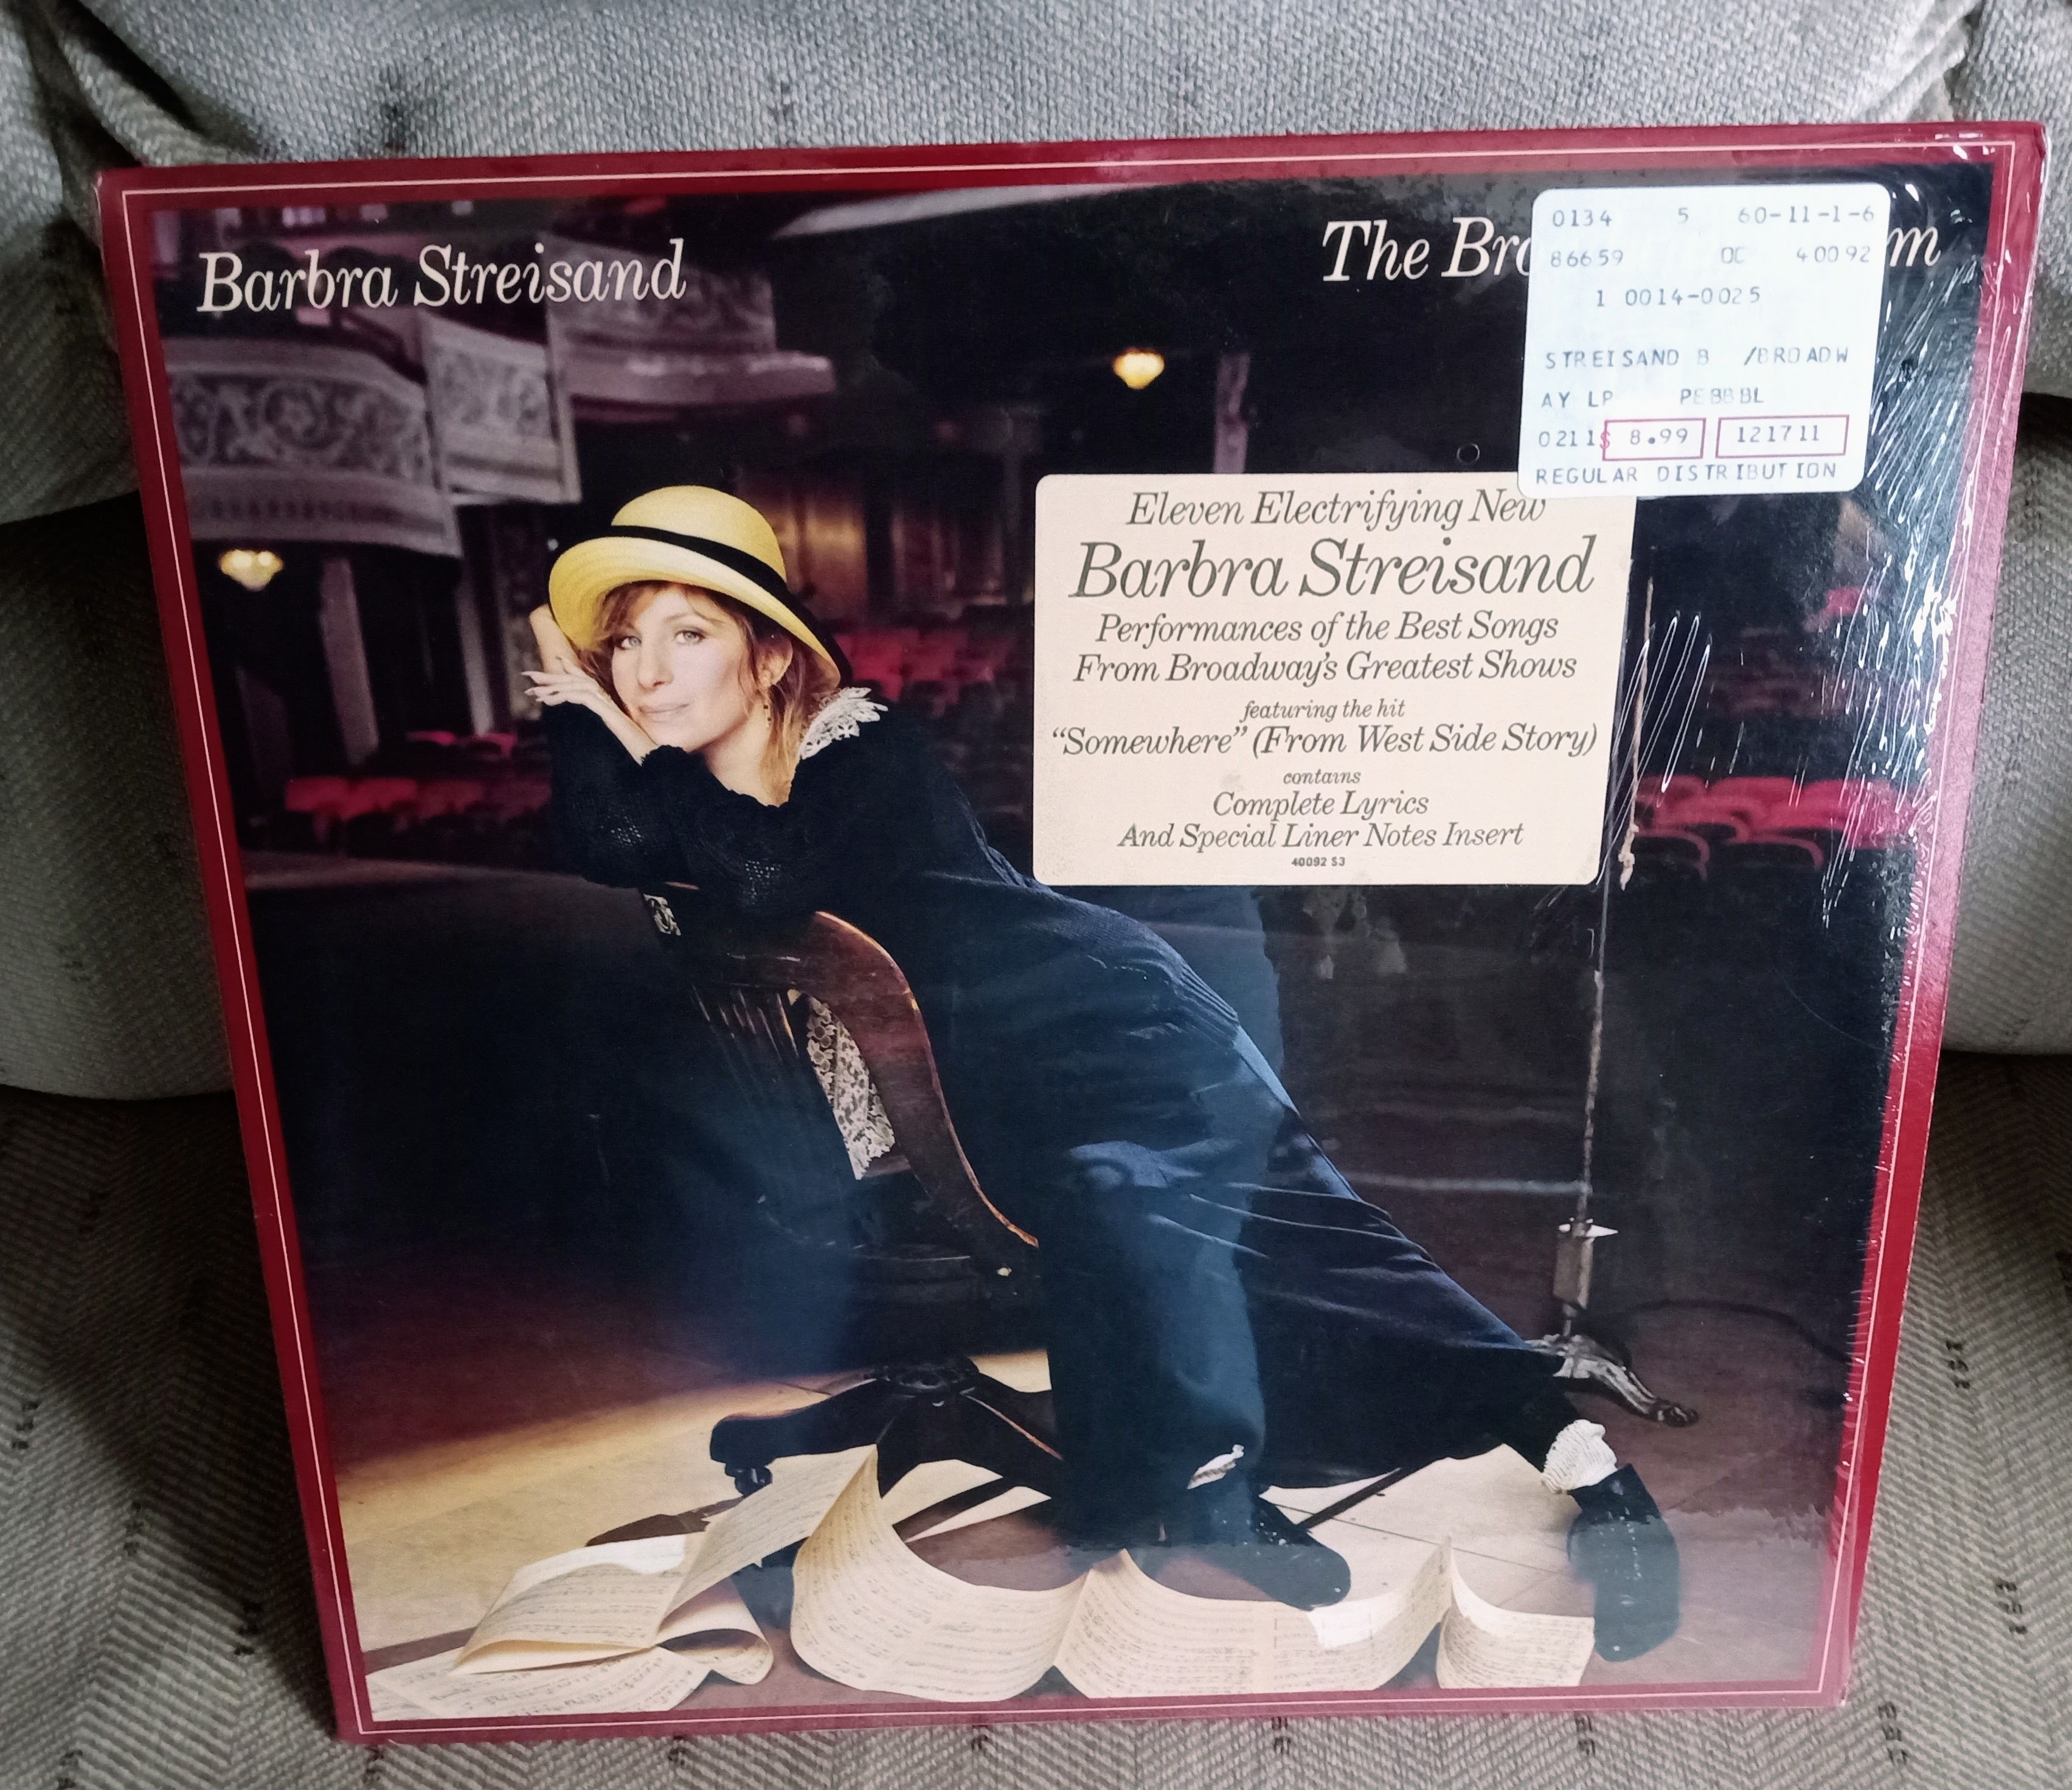 Barbra Streisand
The Bro
m
0134 5 60-11-1-6
86659 DC 40092
1 0014-0025
STREISAND B /BROADW
AY LP
0211$ 8.99 121711
REGULAR DISTRIBUTION
Eleven Electrifying New
Barbra Streisand
Performances of the Best Songs
From Broadway's Greatest Shows
featuring the hit
“Somewhere” (From West Side Story)
contains
Complete Lyrics
And Special Liner Notes Insert
40092 S3